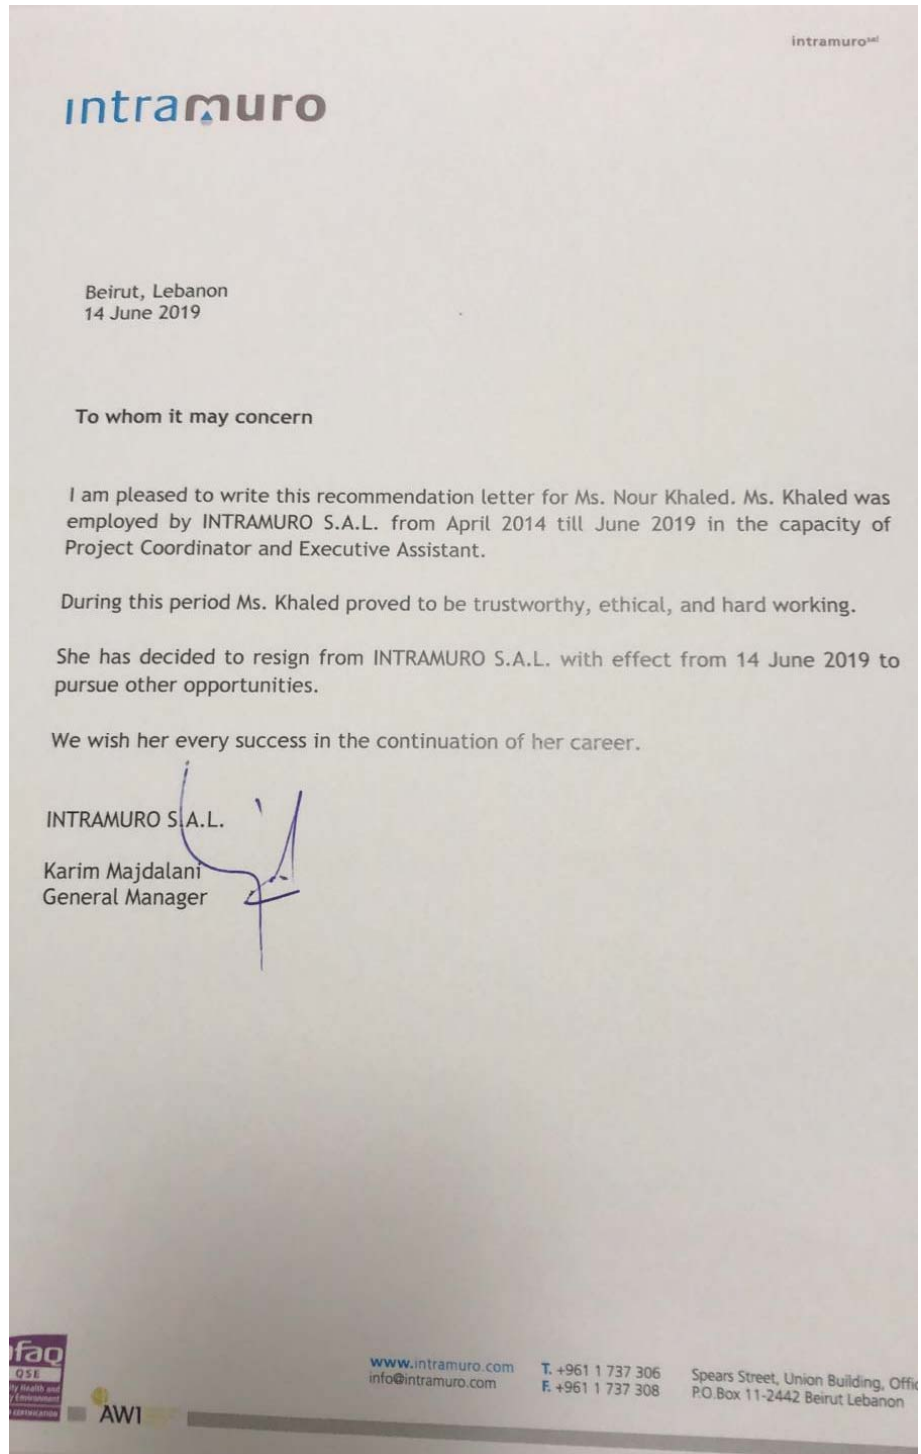 intramuro sal
intramuro
Beirut, Lebanon
14 June 2019
To whom it may concern
I am pleased to write this recommendation letter for Ms. Nour Khaled. Ms. Khaled was
employed by INTRAMURO S.A.L. from April 2014 till June 2019 in the capacity of
Project Coordinator and Executive Assistant.
During this period Ms. Khaled proved to be trustworthy, ethical, and hard working.
She has decided to resign from INTRAMURO S.A.L. with effect from 14 June 2019 to
pursue other opportunities.
We wish her every success in the continuation of her career.
INTRAMURO S.A.L.
Karim Majdalani
General Manager
faq
QSE
Health and
Environment
CERTIFICATION
AWI
www.intramuro.com
info@intramuro.com
T. +961 1 737 306
F. +961 1 737 308
Spears Street, Union Building,
P.O.Box 11-2442 Beirut Lebanon